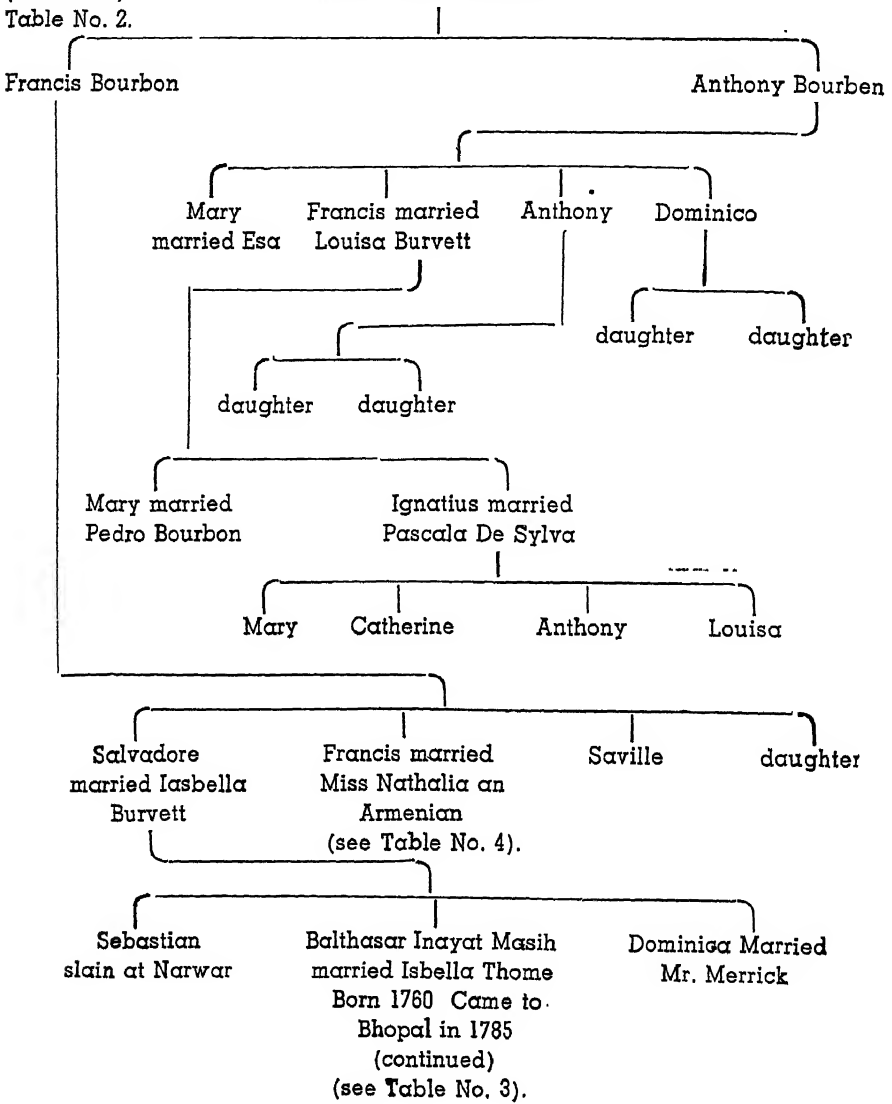 Table No. 2.
Francis Bourbon
Anthony Bourben
Mary
married Esa
Francis married
Louisa Burvett
Anthony
Dominico
daughter
daughter
daughter
daughter
Mary married
Pedro Bourbon
Ignatius married
Pascala De Sylva
Mary
Catherine
Anthony
Louisa
Salvadore
married Iasbella
Burvett
Francis married
Miss Nathalia an
Armenian
(see Table No. 4).
Saville
daughter
Sebastian
slain at Narwar
Balthasar Inayat Masih
married Isbella Thome
Born 1760 Came to
Bhopal in 1785
(continued)
(see Table No. 3).
Dominica Married
Mr. Merrick